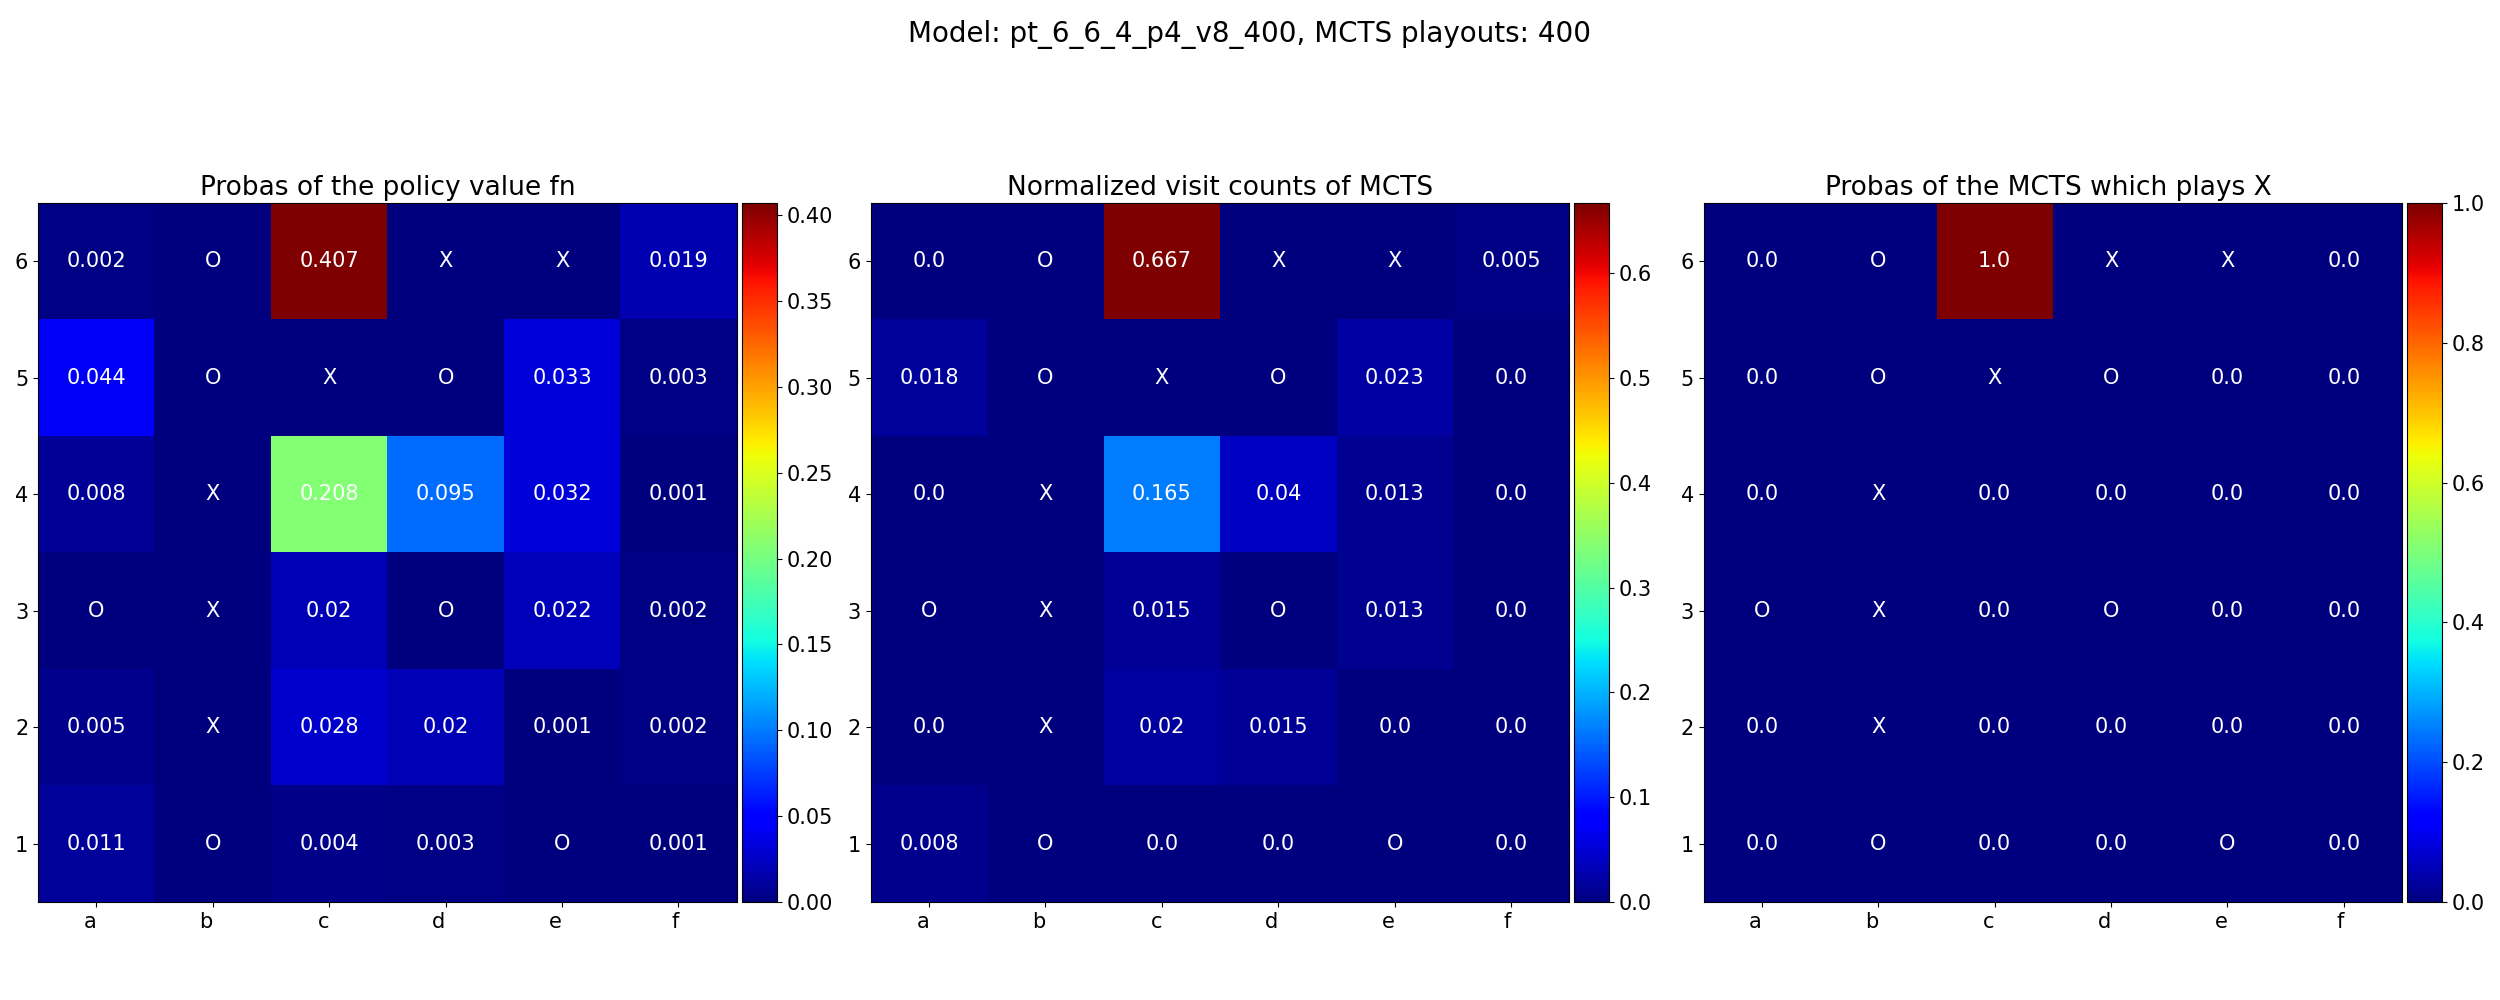 Model: pt_6_6_4_p4_v8_400, MCTS playouts: 400
Probas of the policy value fn
6 0.002 O 0.407 X X 0.019
5 0.044 O X O 0.033 0.003
4 0.008 X 0.208 0.095 0.032 0.001
3 O X 0.02 O 0.022 0.002
2 0.005 X 0.028 0.02 0.001 0.002
1 0.011 O 0.004 0.003 O 0.001
a b c d e f
0.40
0.35
0.30
0.25
0.20
0.15
0.10
0.05
0.00
Normalized visit counts of MCTS
6 0.0 O 0.667 X X 0.005
5 0.018 O X O 0.023 0.0
4 0.0 X 0.165 0.04 0.013 0.0
3 O X 0.015 O 0.013 0.0
2 0.0 X 0.02 0.015 0.0 0.0
1 0.008 O 0.0 0.0 O 0.0
a b c d e f
0.6
0.5
0.4
0.3
0.2
0.1
0.0
Probas of the MCTS which plays X
6 0.0 O 1.0 X X 0.0
5 0.0 O X O 0.0 0.0
4 0.0 X 0.0 0.0 0.0 0.0
3 O X 0.0 O 0.0 0.0
2 0.0 X 0.0 0.0 0.0 0.0
1 0.0 O 0.0 0.0 O 0.0
a b c d e f
1.0
0.8
0.6
0.4
0.2
0.0